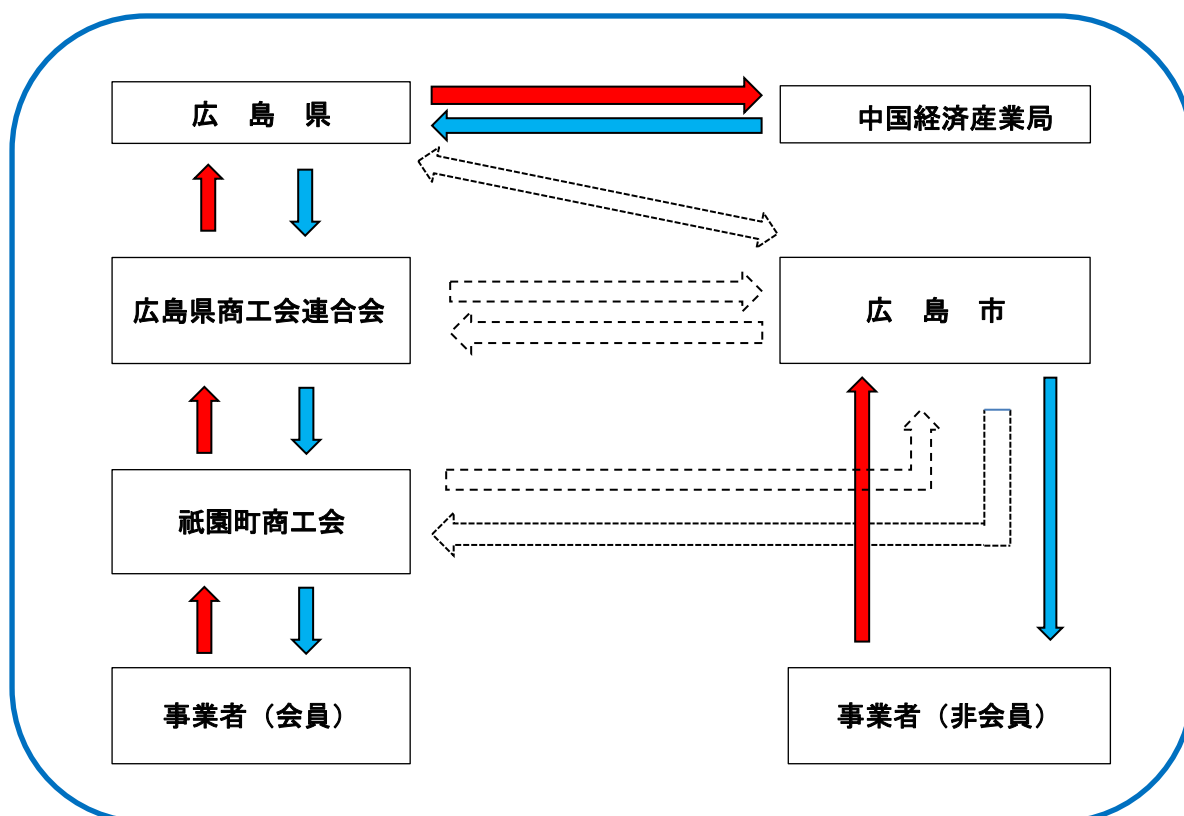 広　島　県
中国経済産業局
広島県商工会連合会
広　島　市
祇園町商工会
事業者（会員）
事業者（非会員）